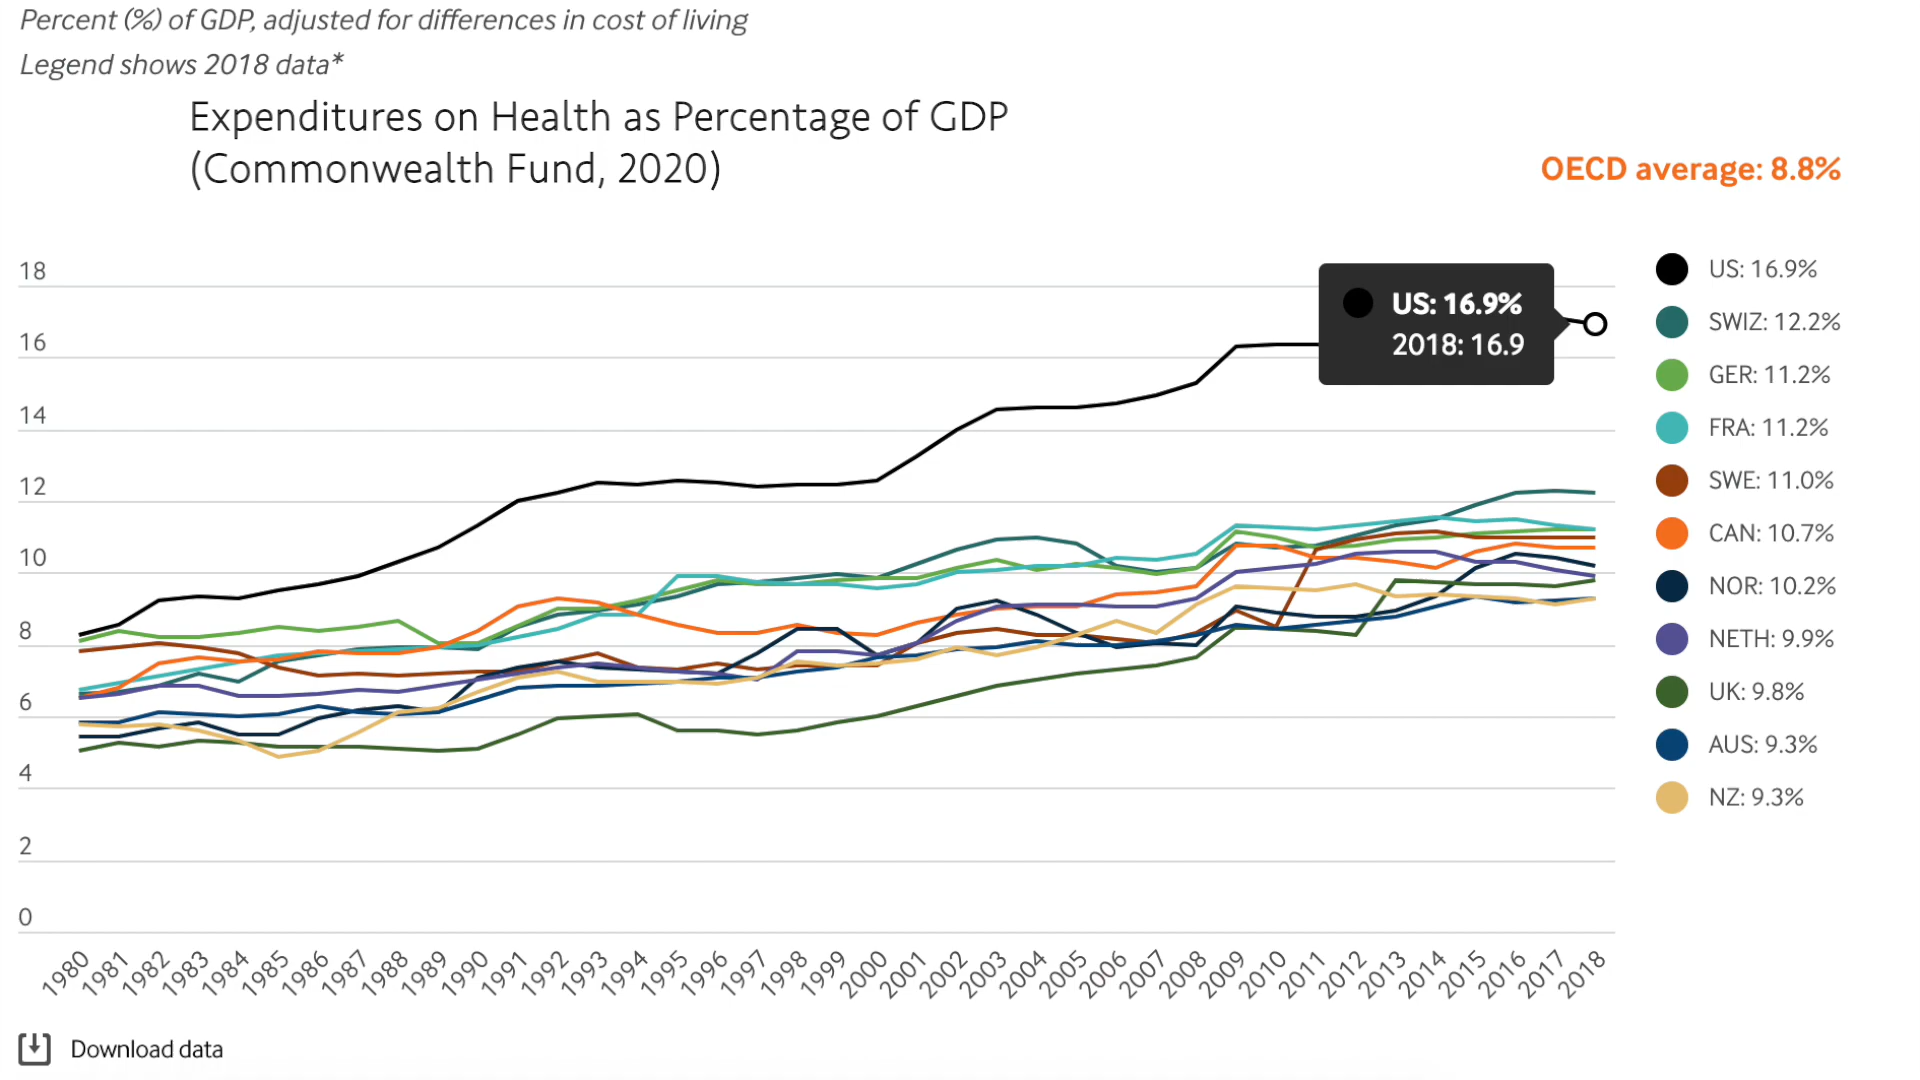 Percent (%) of GDP, adjusted for differences in cost of living
Legend shows 2018 data*
Expenditures on Health as Percentage of GDP
(Commonwealth Fund, 2020)
OECD average: 8.8%
18
16
14
12
10
8
6
4
2
0
US: 16.9%
2018: 16.9
US: 16.9%
SWIZ: 12.2%
GER: 11.2%
FRA: 11.2%
SWE: 11.0%
CAN: 10.7%
NOR: 10.2%
NETH: 9.9%
UK: 9.8%
AUS: 9.3%
NZ: 9.3%
1980 1981 1982 1983 1984 1985 1986 1987 1988 1989 1990 1991 1992 1993 1994 1995 1996 1997 1998 1999 2000 2001 2002 2003 2004 2005 2006 2007 2008 2009 2010 2011 2012 2013 2014 2015 2016 2017 2018
Download data